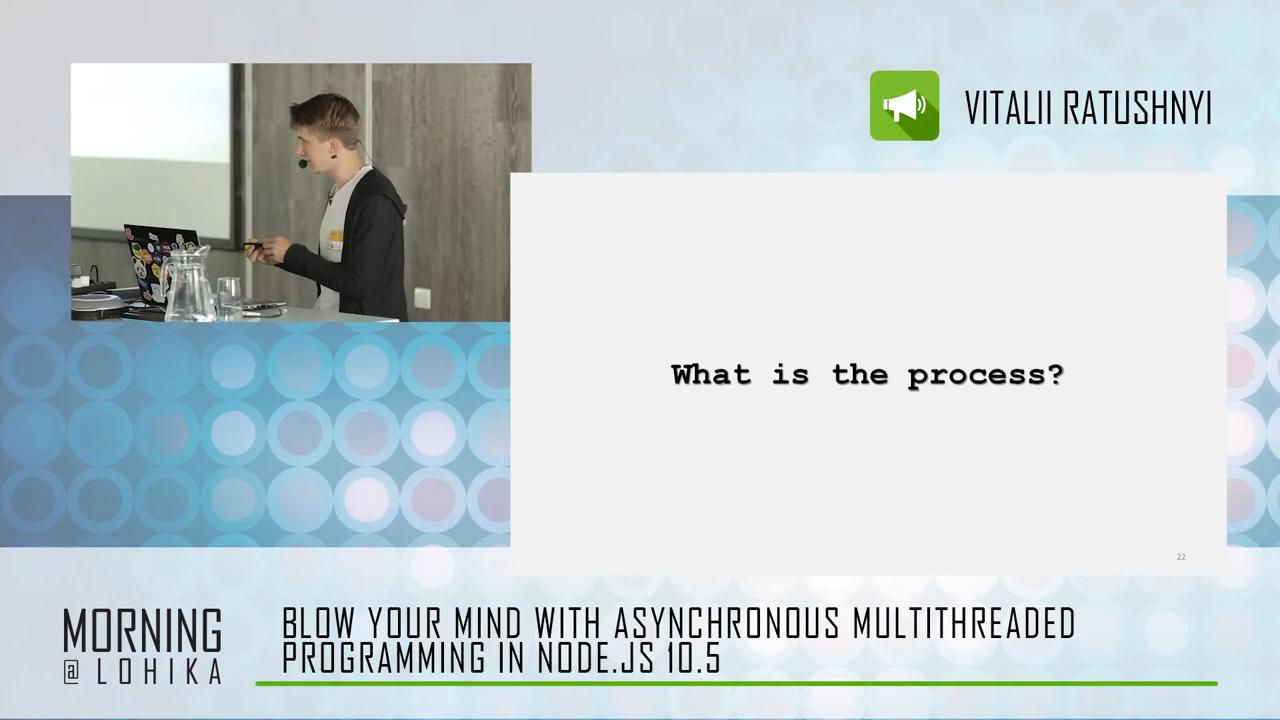 VITALII RATUSHNYI
What is the process?
22
MORNING
@ LOHIKA
BLOW YOUR MIND WITH ASYNCHRONOUS MULTITHREADED
PROGRAMMING IN NODE.JS 10.5